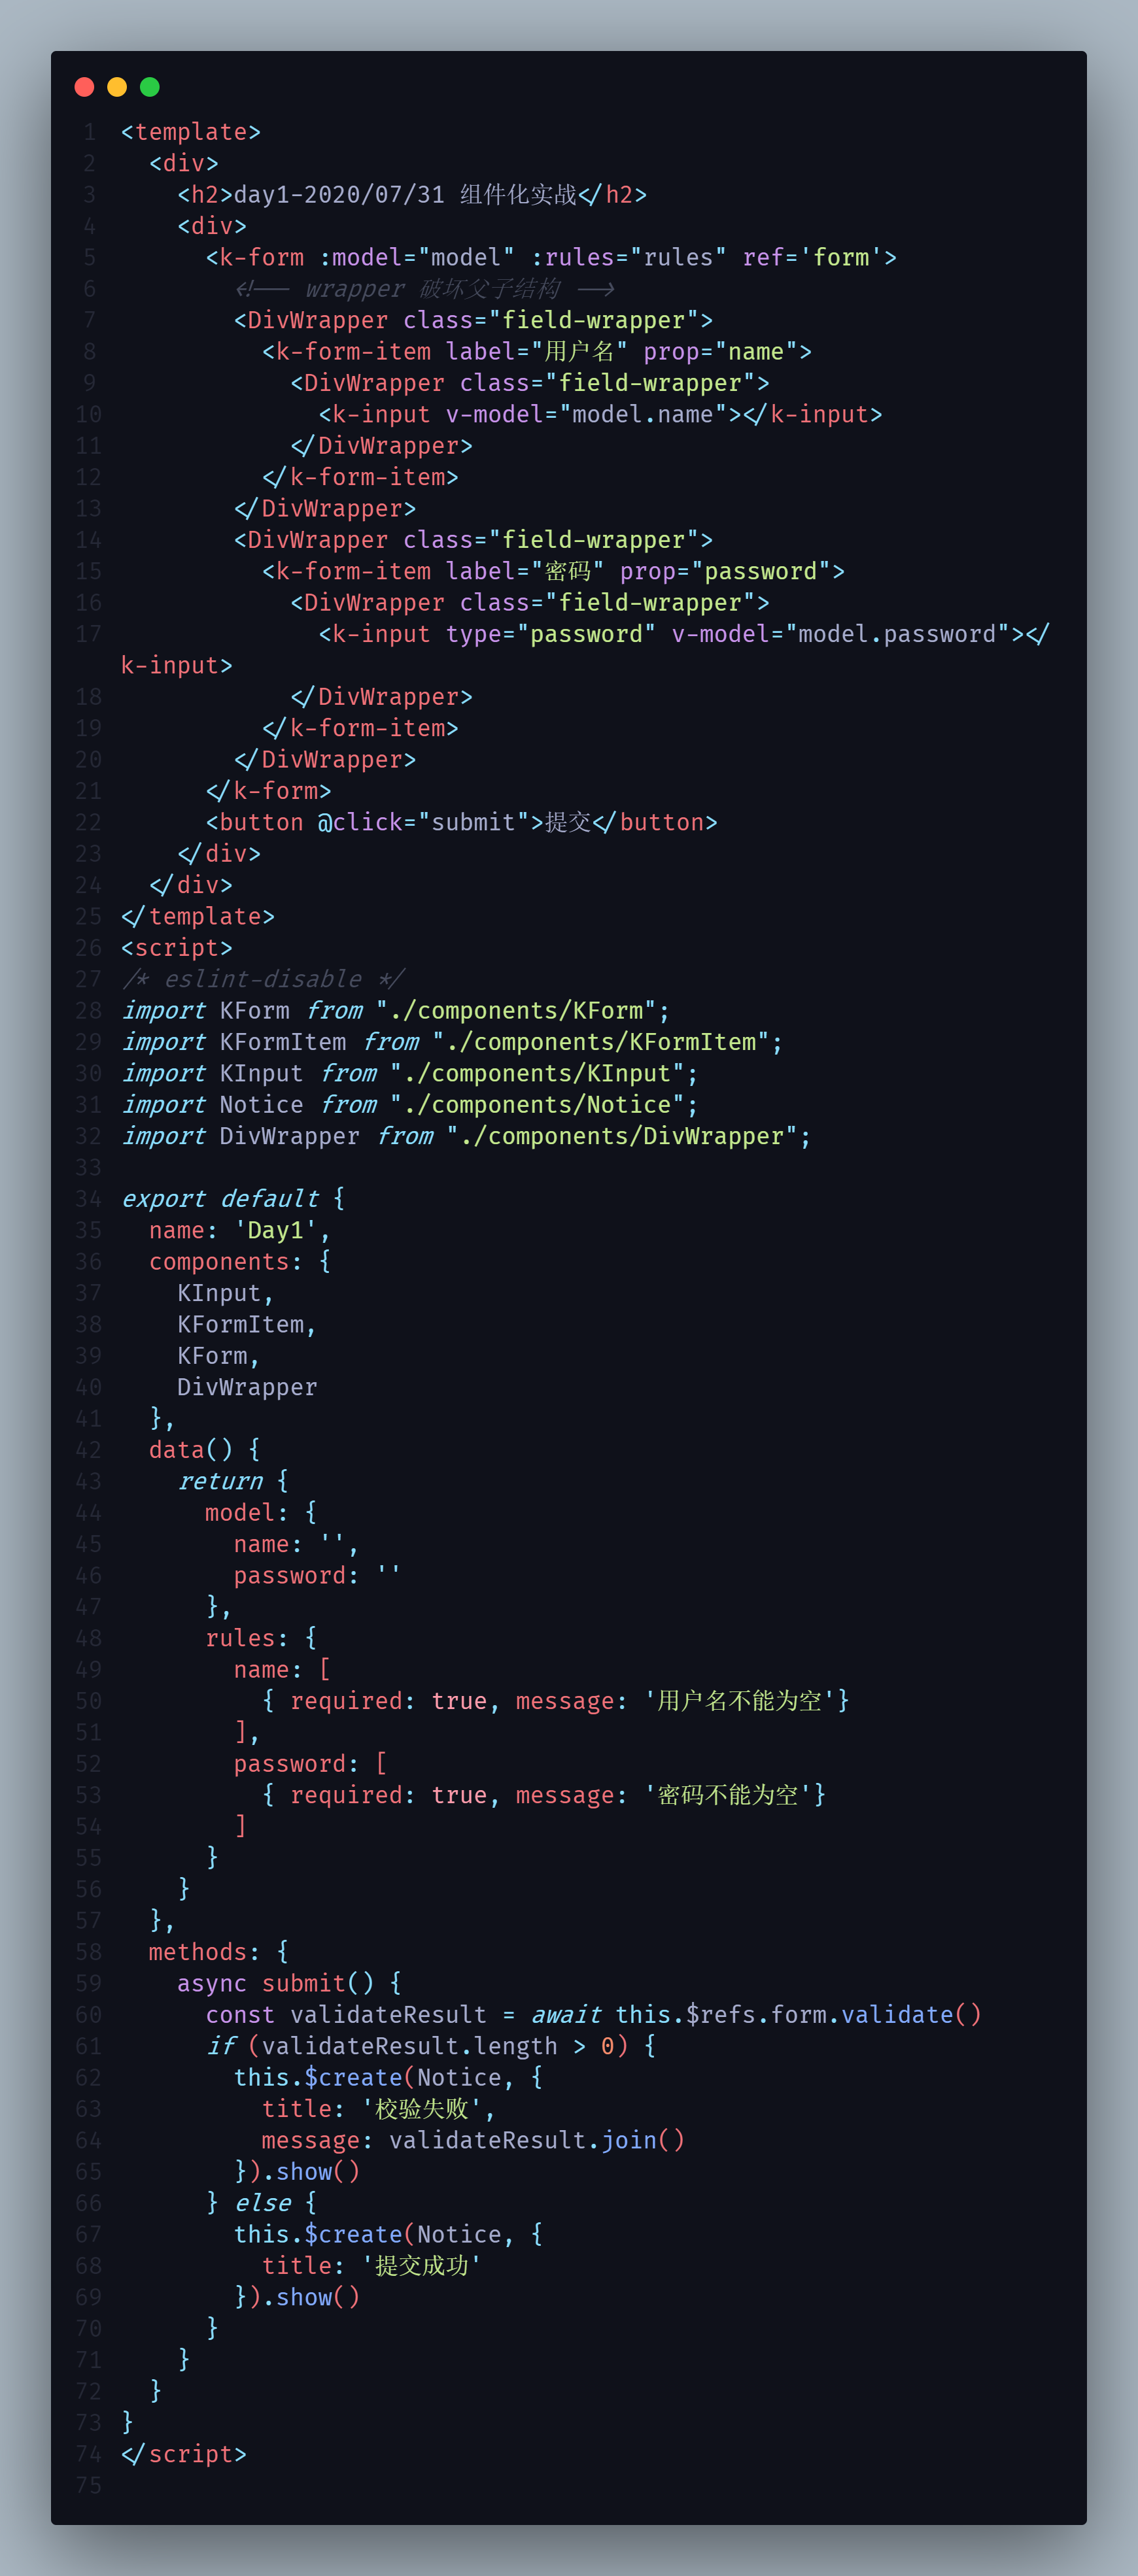 1 <template>
2   <div>
3     <h2>day1-2020/07/31 组件化实战</h2>
4     <div>
5       <k-form :model="model" :rules="rules" ref='form'>
6         <!-- wrapper 破坏父子结构 -->
7         <DivWrapper class="field-wrapper">
8           <k-form-item label="用户名" prop="name">
9             <DivWrapper class="field-wrapper">
10               <k-input v-model="model.name"></k-input>
11             </DivWrapper>
12           </k-form-item>
13         </DivWrapper>
14         <DivWrapper class="field-wrapper">
15           <k-form-item label="密码" prop="password">
16             <DivWrapper class="field-wrapper">
17               <k-input type="password" v-model="model.password"></
k-input>
18             </DivWrapper>
19           </k-form-item>
20         </DivWrapper>
21       </k-form>
22       <button @click="submit">提交</button>
23     </div>
24   </div>
25 </template>
26 <script>
27 /* eslint-disable */
28 import KForm from "./components/KForm";
29 import KFormItem from "./components/KFormItem";
30 import KInput from "./components/KInput";
31 import Notice from "./components/Notice";
32 import DivWrapper from "./components/DivWrapper";
33
34 export default {
35   name: 'Day1',
36   components: {
37     KInput,
38     KFormItem,
39     KForm,
40     DivWrapper
41   },
42   data() {
43     return {
44       model: {
45         name: '',
46         password: ''
47       },
48       rules: {
49         name: [
50           { required: true, message: '用户名不能为空'}
51         ],
52         password: [
53           { required: true, message: '密码不能为空'}
54         ]
55       }
56     }
57   },
58   methods: {
59     async submit() {
60       const validateResult = await this.$refs.form.validate()
61       if (validateResult.length > 0) {
62         this.$create(Notice, {
63           title: '校验失败',
64           message: validateResult.join()
65         }).show()
66       } else {
67         this.$create(Notice, {
68           title: '提交成功'
69         }).show()
70       }
71     }
72   }
73 }
74 </script>
75